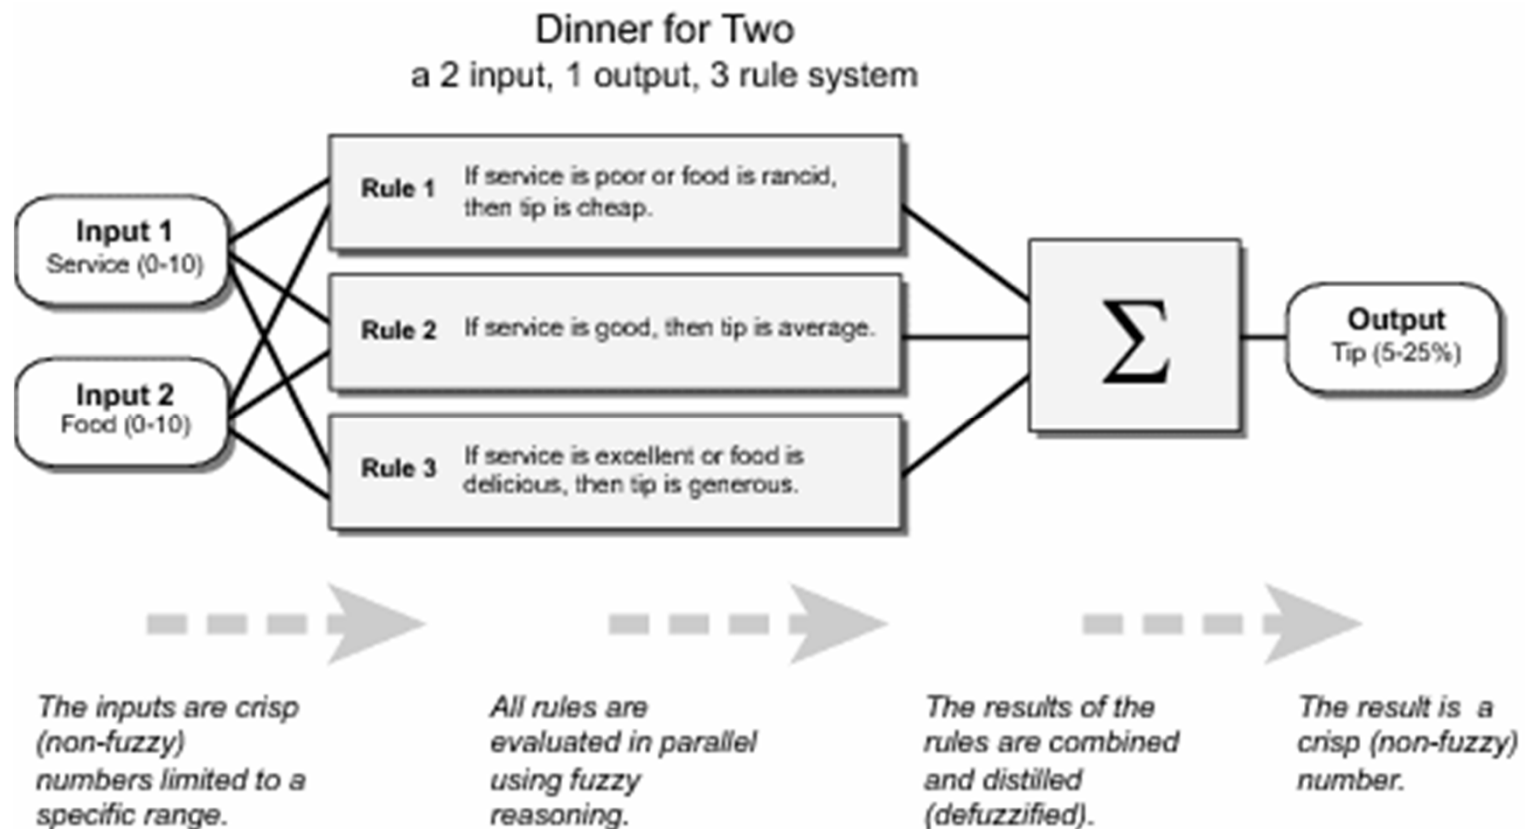 Dinner for Two
a 2 input, 1 output, 3 rule system
Input 1
Service (0-10)
Input 2
Food (0-10)
Rule 1
If service is poor or food is rancid,
then tip is cheap.
Rule 2
If service is good, then tip is average.
Rule 3
If service is excellent or food is
delicious, then tip is generous.
Σ
Output
Tip (5-25%)
The inputs are crisp
(non-fuzzy)
numbers limited to a
specific range.
All rules are
evaluated in parallel
using fuzzy
reasoning.
The results of the
rules are combined
and distilled
(defuzzified).
The result is a
crisp (non-fuzzy)
number.